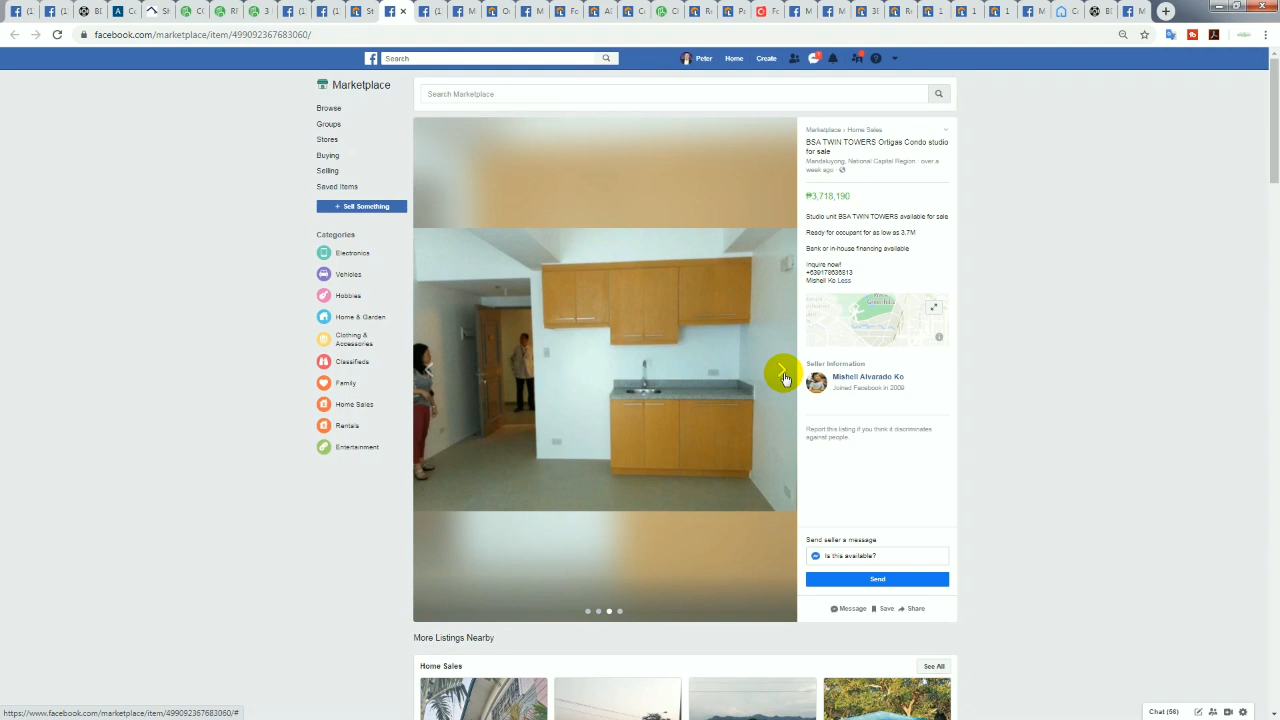 facebook.com/marketplace/item/499092367683060/
Search
Peter
Home
Create
Marketplace
Search Marketplace
Browse
Groups
Stores
Buying
Selling
Saved Items
+ Sell Something
Categories
Electronics
Vehicles
Hobbies
Home & Garden
Clothing &
Accessories
Classifieds
Family
Home Sales
Rentals
Entertainment
Marketplace › Home Sales
BSA TWIN TOWERS Ortigas Condo studio
for sale
Mandaluyong, National Capital Region · over a
week ago ·
₱3,718,190
Studio unit BSA TWIN TOWERS available for sale
Ready for occupant for as low as 3.7M
Bank or in-house financing available
Inquire now!
+639178636813
Mishell Ko Less
Seller Information
Mishell Alvarado Ko
Joined Facebook in 2009
Report this listing if you think it discriminates
against people.
Send seller a message
Is this available?
Send
Message
Save
Share
More Listings Nearby
Home Sales
See All
https://www.facebook.com/marketplace/item/499092367683060/#
Chat (56)